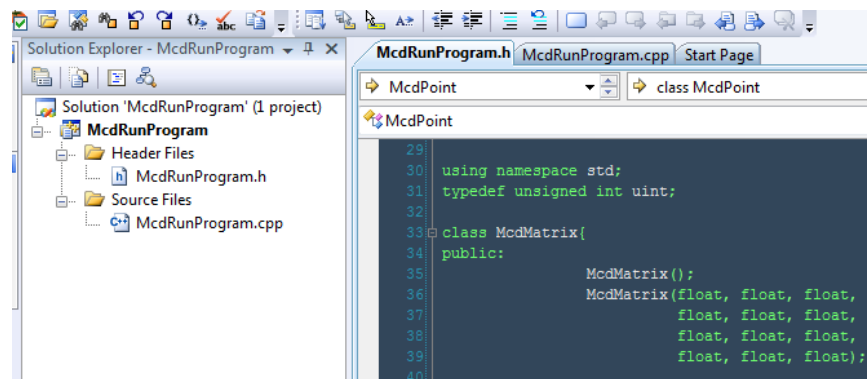 Solution Explorer - McdRunProgram
Solution 'McdRunProgram' (1 project)
McdRunProgram
Header Files
McdRunProgram.h
Source Files
McdRunProgram.cpp
McdRunProgram.h McdRunProgram.cpp Start Page
McdPoint class McdPoint
McdPoint
29
30 using namespace std;
31 typedef unsigned int uint;
32
33 class McdMatrix{
34 public:
35 McdMatrix();
36 McdMatrix(float, float, float,
37 float, float, float,
38 float, float, float,
39 float, float, float);
40